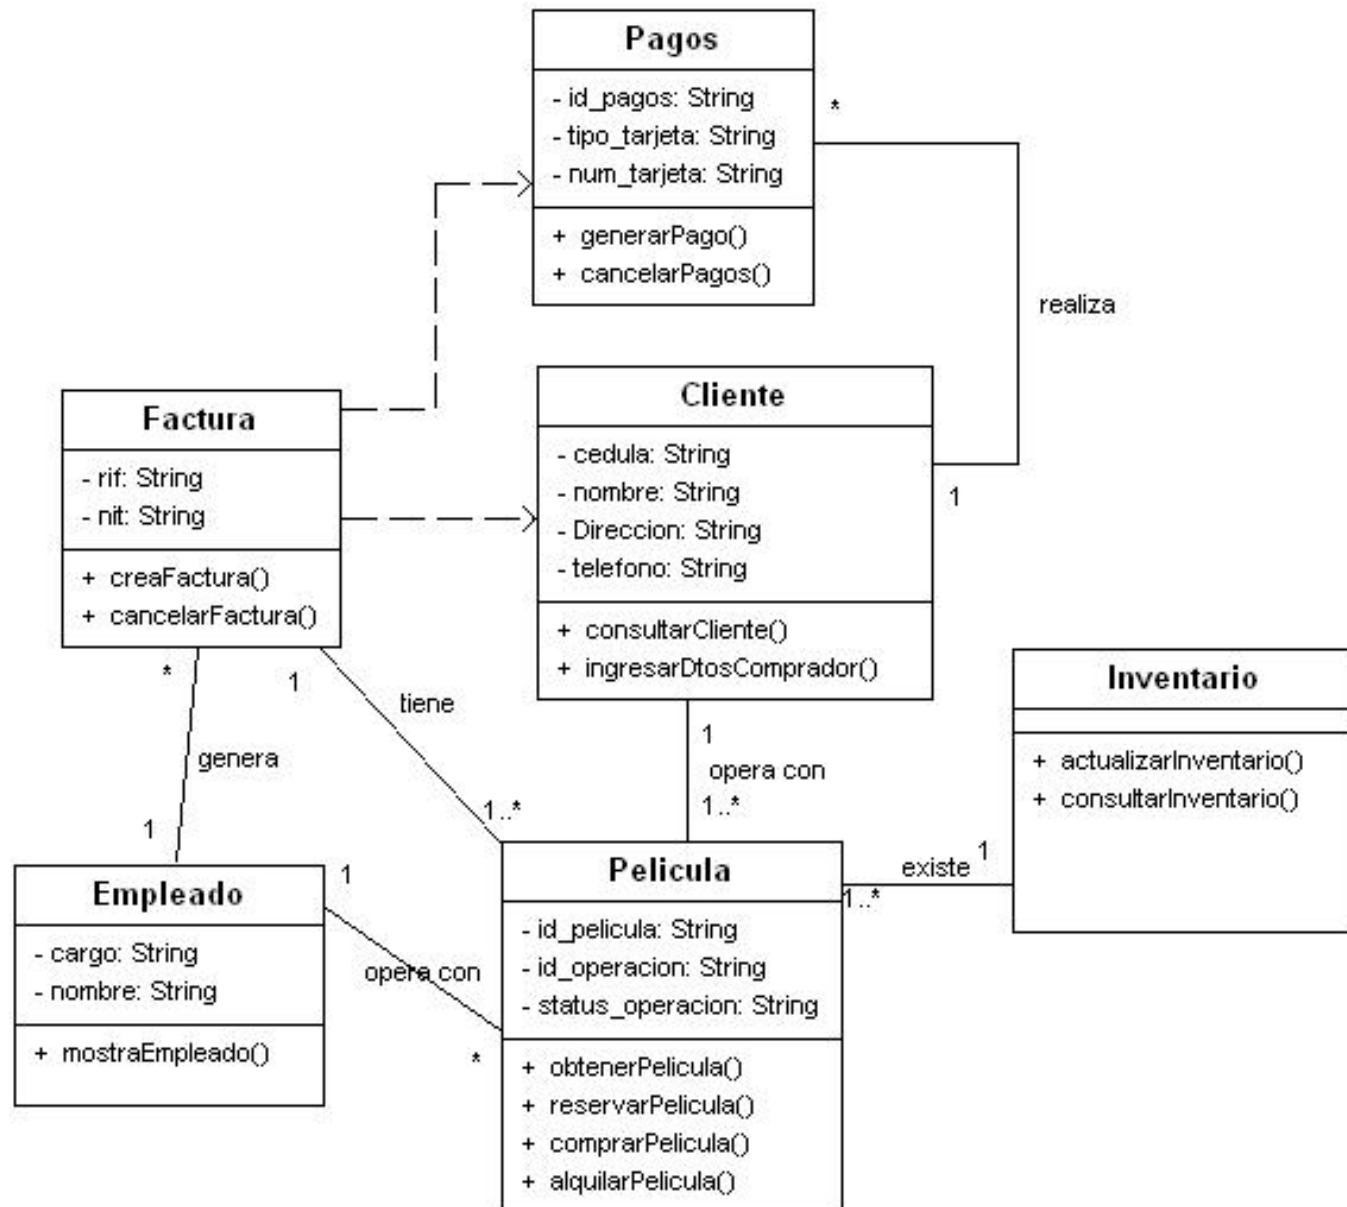 Pagos
- id_pagos: String
- tipo_tarjeta: String
- num_tarjeta: String
+ generarPago()
+ cancelarPagos()
*
realiza
1
Factura
- rif: String
- nit: String
+ creaFactura()
+ cancelarFactura()
Cliente
- cedula: String
- nombre: String
- Direccion: String
- telefono: String
+ consultarCliente()
+ ingresarDtosComprador()
*
genera
1
1
tiene
1..*
1
opera con
1..*
Inventario
+ actualizarInventario()
+ consultarInventario()
Empleado
- cargo: String
- nombre: String
+ mostraEmpleado()
1
opera con
*
Pelicula
- id_pelicula: String
- id_operacion: String
- status_operacion: String
+ obtenerPelicula()
+ reservarPelicula()
+ comprarPelicula()
+ alquilarPelicula()
existe
1
1..*